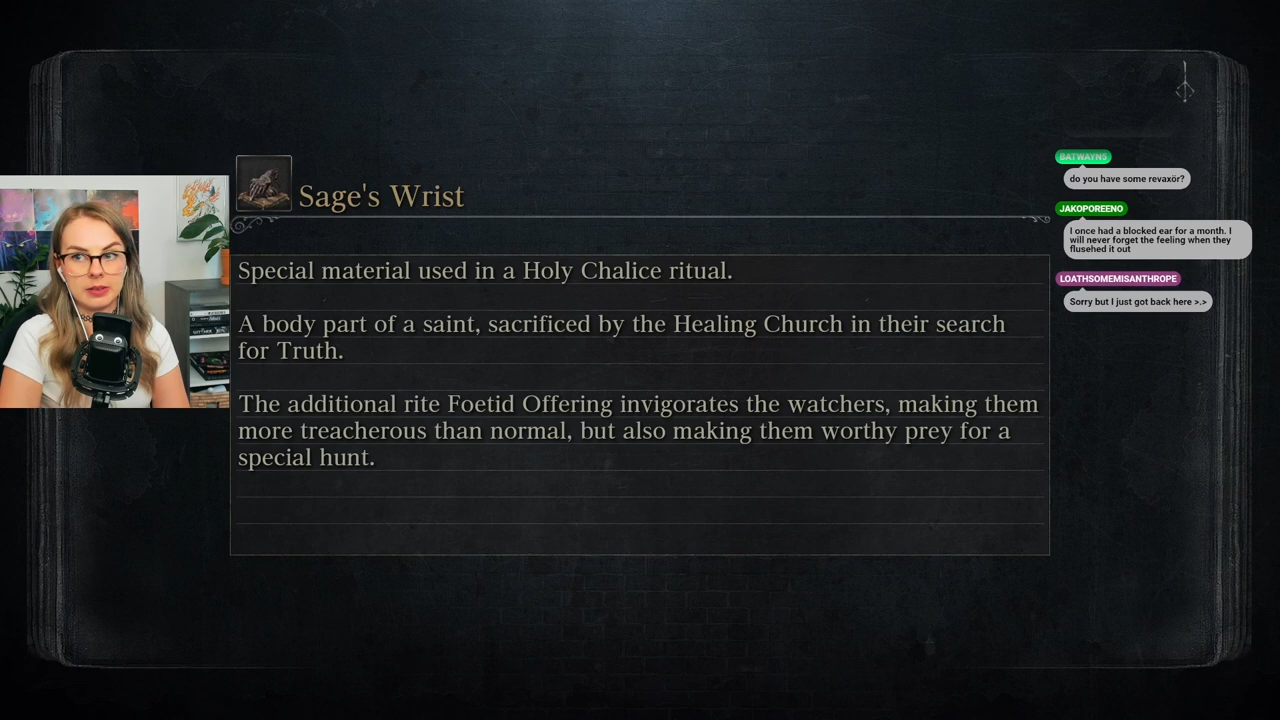 Sage's Wrist
Special material used in a Holy Chalice ritual.
A body part of a saint, sacrificed by the Healing Church in their search
for Truth.
The additional rite Foetid Offering invigorates the watchers, making them
more treacherous than normal, but also making them worthy prey for a
special hunt.
BATWAYNS
do you have some revaxör?
JAKOPOREENO
I once had a blocked ear for a month. I
will never forget the feeling when they
flusehed it out
LOATHSOMEMISANTHROPE
Sorry but I just got back here >.>